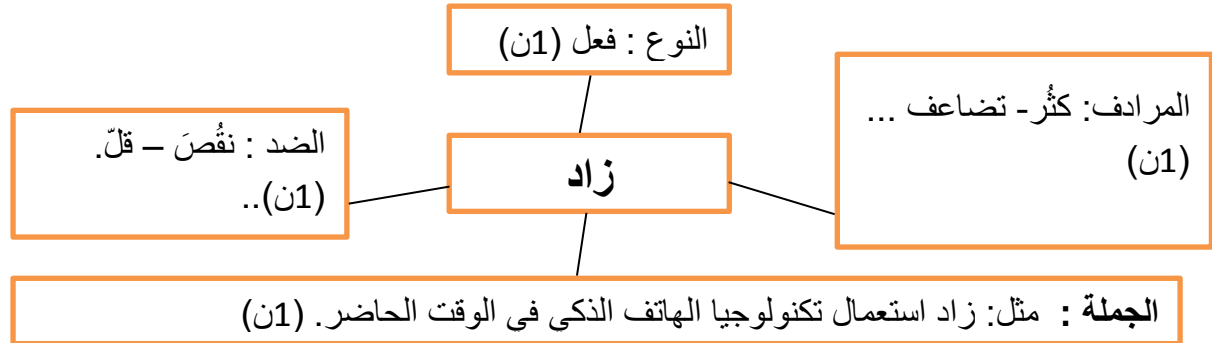 النوع : فعل (1ن)
المرادف: كثُر- تضاعف ...
(1ن)
زاد
الضد : نقُصَ – قلّ.
(1ن)..
الجملة : مثل: زاد استعمال تكنولوجيا الهاتف الذكي في الوقت الحاضر. (1ن)